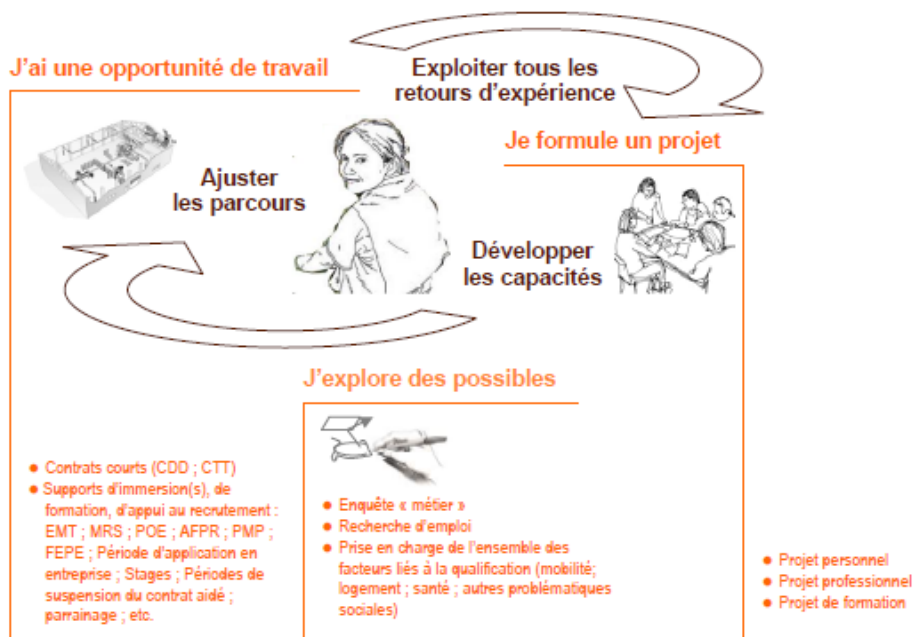 J'ai une opportunité de travail
Exploiter tous les
retours d'expérience
Je formule un projet
Ajuster
les parcours
Développer
les capacités
J'explore des possibles
• Contrats courts (CDD ; CTT)
• Supports d'immersion(s), de
formation, d'appui au recrutement :
EMT ; MRS ; POE ; AFPR ; PMP ;
FEPE ; Période d'application en
entreprise ; Stages ; Périodes de
suspension du contrat aidé ;
parrainage ; etc.
• Enquête « métier »
• Recherche d'emploi
• Prise en charge de l'ensemble des
facteurs liés à la qualification (mobilité;
logement ; santé ; autres problématiques
sociales)
• Projet personnel
• Projet professionnel
• Projet de formation